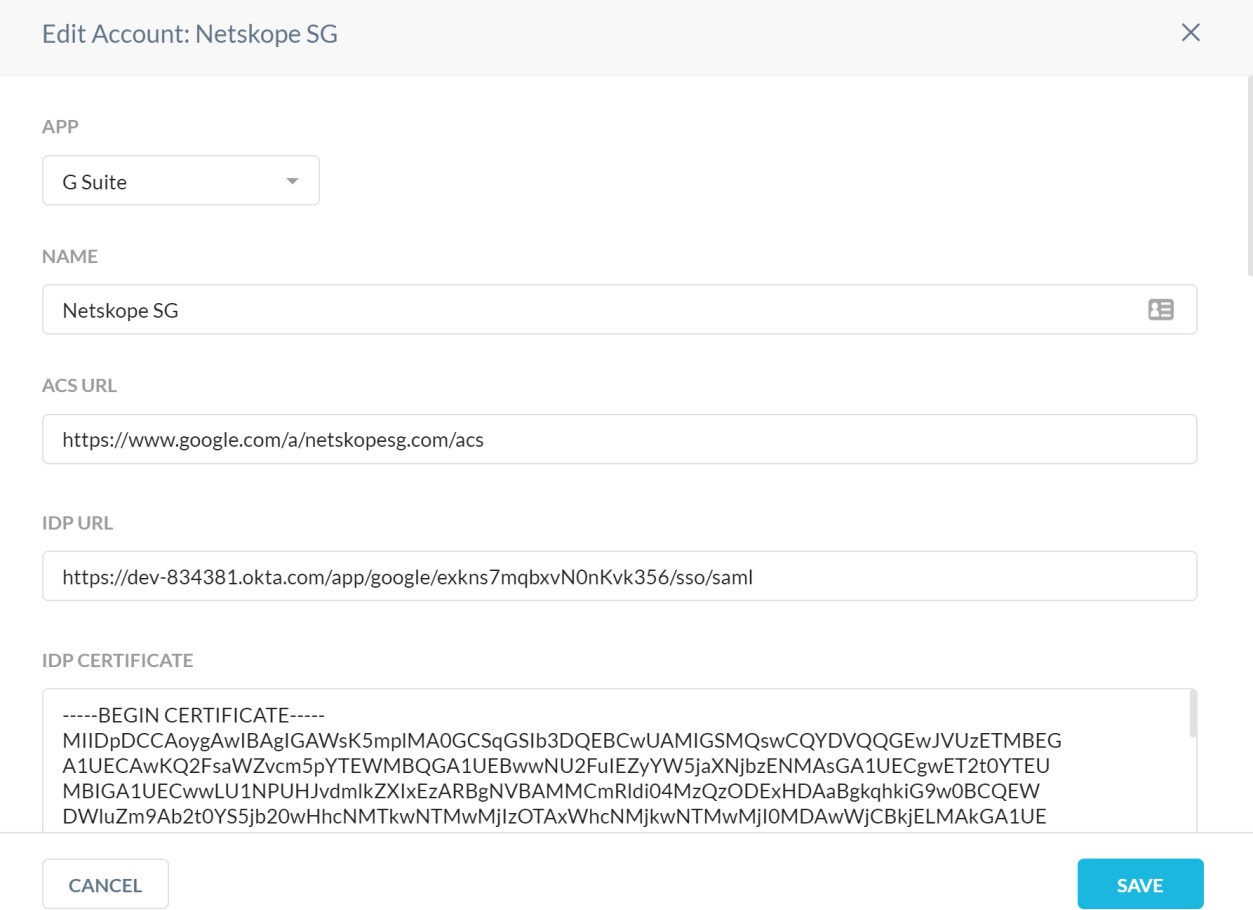 Edit Account: Netskope SG
APP
G Suite
NAME
Netskope SG
ACS URL
https://www.google.com/a/netskopesg.com/acs
IDP URL
https://dev-834381.okta.com/app/google/exkns7mqbxvN0nKvk356/sso/saml
IDP CERTIFICATE
-----BEGIN CERTIFICATE-----
MIIDpDCCAoygAwIBAgIGAWsK5mplMA0GCSqGSIb3DQEBCwUAMIGSMQswCQYDVQQGEwJVUzETMBEG
A1UECAwKQ2FsaWZvcm5pYTEWMBQGA1UEBwwNU2FuIEZyYW5jaXNjbzENMAsGA1UECgwET2t0YTEU
MBIGA1UECwwLU1NPUHJvdmlkZXIxEzARBgNVBAMMCmRldi04MzQzODExHDAaBgkqhkiG9w0BCQEW
DWluZm9Ab2t0YS5jb20wHhcNMTkwNTMwMjIzOTAxWhcNMjkwNTMwMjI0MDAwWjCBkjELMAkGA1UE
CANCEL
SAVE